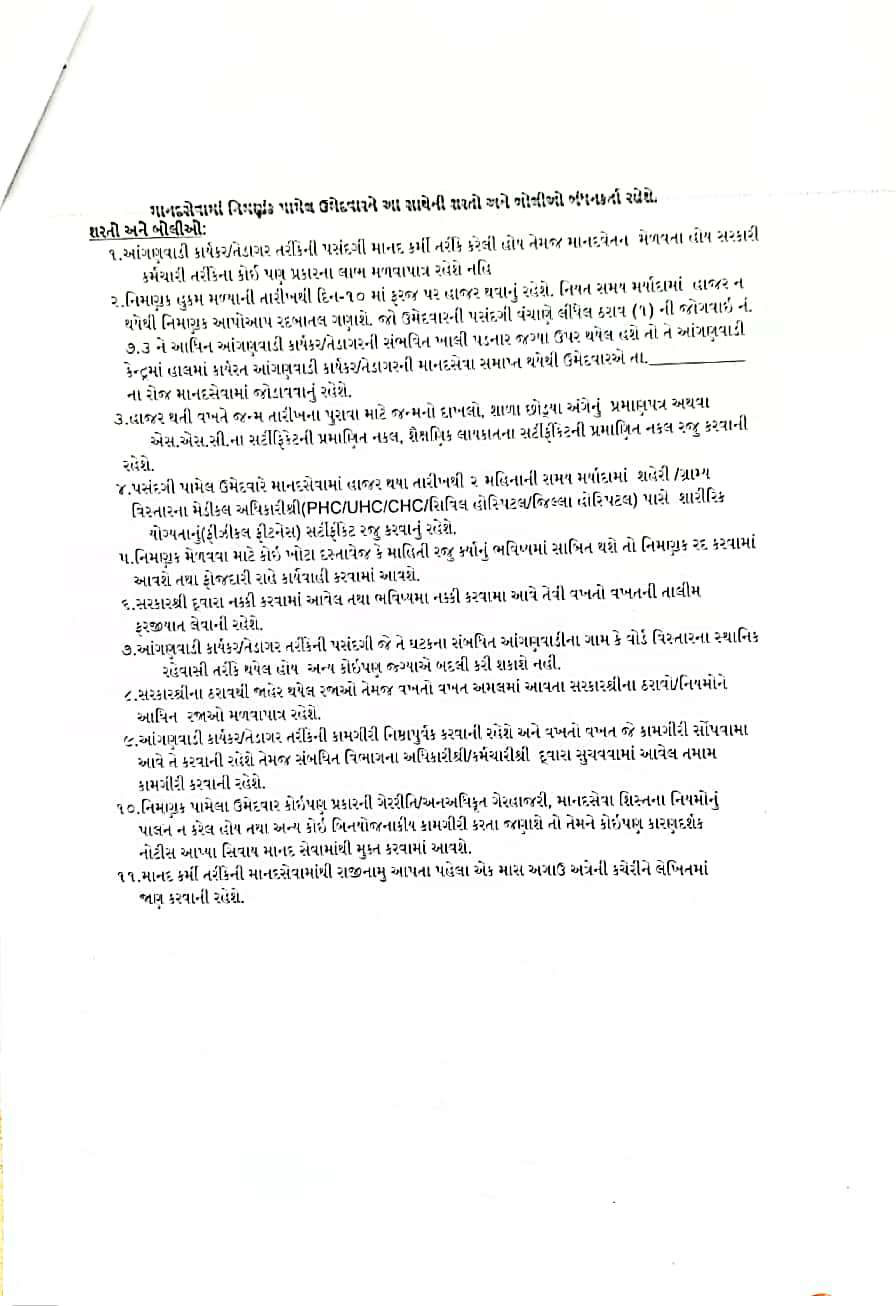 માનદસેવામાં નિમણૂંક પામેલ ઉમેદવારને આ સાથેની શરતો અને બોલીઓ બંધનકર્તા રહેશે.
શરતો અને બોલીઓ:
૧.આંગણવાડી કાર્યકર/તેડાગર તરીકેની પસંદગી માનદ કર્મી તરીકે કરેલી હોય તેમજ માનદવેતન મેળવતા હોય સરકારી
કર્મચારી તરીકેના કોઈ પણ પ્રકારના લાભ મળવાપાત્ર રહેશે નહિ
૨.નિમણૂક હુકમ મળ્યાની તારીખથી દિન-૧૦ માં ફરજ પર હાજર થવાનું રહેશે. નિયત સમય મર્યાદામાં હાજર ન
થયેથી નિમણૂક આપોઆપ રદબાતલ ગણાશે. જો ઉમેદવારની પસંદગી વંચાણે લીધેલ ઠરાવ (૧) ની જોગવાઇ નં.
૭.૩ ને આધિન આંગણવાડી કાર્યકર/તેડાગરની સંભવિત ખાલી પડનાર જગ્યા ઉપર થયેલ હશે તો તે આંગણવાડી
કેન્દ્રમાં હાલમાં કાર્યરત આંગણવાડી કાર્યકર/તેડાગરની માનદસેવા સમાપ્ત થયેથી ઉમેદવારએ તા.____________
ના રોજ માનદસેવામાં જોડાવવાનું રહેશે.
૩.હાજર થતી વખતે જન્મ તારીખના પુરાવા માટે જન્મનો દાખલો, શાળા છોડ્યા અંગેનું પ્રમાણપત્ર અથવા
એસ.એસ.સી.ના સર્ટીફિકેટની પ્રમાણિત નકલ, શૈક્ષણિક લાયકાતના સર્ટીફીકેટની પ્રમાણિત નકલ રજુ કરવાની
રહેશે.
૪.પસંદગી પામેલ ઉમેદવારે માનદસેવામાં હાજર થયા તારીખથી ૨ મહિનાની સમય મર્યાદામાં શહેરી /ગ્રામ્ય
વિસ્તારના મેડીકલ અધિકારીશ્રી(PHC/UHC/CHC/સિવિલ હોસ્પિટલ/જિલ્લા હોસ્પિટલ) પાસે શારીરિક
યોગ્યતાનું(ફીઝીકલ ફીટનેસ) સર્ટીફીકેટ રજુ કરવાનું રહેશે.
૫.નિમણૂક મેળવવા માટે કોઇ ખોટા દસ્તાવેજ કે માહિતી રજુ કર્યાનું ભવિષ્યમાં સાબિત થશે તો નિમણૂક રદ કરવામાં
આવશે તથા ફોજદારી રાહે કાર્યવાહી કરવામાં આવશે.
૬.સરકારશ્રી દ્વારા નક્કી કરવામાં આવેલ તથા ભવિષ્યમા નક્કી કરવામા આવે તેવી વખતો વખતની તાલીમ
ફરજીયાત લેવાની રહેશે.
૭.આંગણવાડી કાર્યકર/તેડાગર તરીકેની પસંદગી જે તે ઘટકના સંબધિત આંગણવાડીના ગામ કે વોર્ડ વિસ્તારના સ્થાનિક
રહેવાસી તરીકે થયેલ હોય અન્ય કોઇપણ જગ્યાએ બદલી કરી શકાશે નહી.
૮.સરકારશ્રીના ઠરાવથી જાહેર થયેલ રજાઓ તેમજ વખતો વખત અમલમાં આવતા સરકારશ્રીના ઠરાવો/નિયમોને
આધિન રજાઓ મળવાપાત્ર રહેશે.
૯.આંગણવાડી કાર્યકર/તેડાગર તરીકેની કામગીરી નિષ્ઠાપુર્વક કરવાની રહેશે અને વખતો વખત જે કામગીરી સોંપવામા
આવે તે કરવાની રહેશે તેમજ સંબધિત વિભાગના અધિકારીશ્રી/કર્મચારીશ્રી દ્વારા સુચવવામાં આવેલ તમામ
કામગીરી કરવાની રહેશે.
૧૦.નિમણૂક પામેલા ઉમેદવાર કોઇપણ પ્રકારની ગેરરીતિ/અનઅધિકૃત ગેરહાજરી, માનદસેવા શિસ્તના નિયમોનું
પાલન ન કરેલ હોય તથા અન્ય કોઈ બિનયોજનાકીય કામગીરી કરતા જણાશે તો તેમને કોઇપણ કારણદર્શક
નોટીસ આપ્યા સિવાય માનદ સેવામાંથી મુક્ત કરવામાં આવશે.
૧૧.માનદ કર્મી તરીકેની માનદસેવામાંથી રાજીનામુ આપતા પહેલા એક માસ અગાઉ અત્રેની કચેરીને લેખિતમાં
જાણ કરવાની રહેશે.